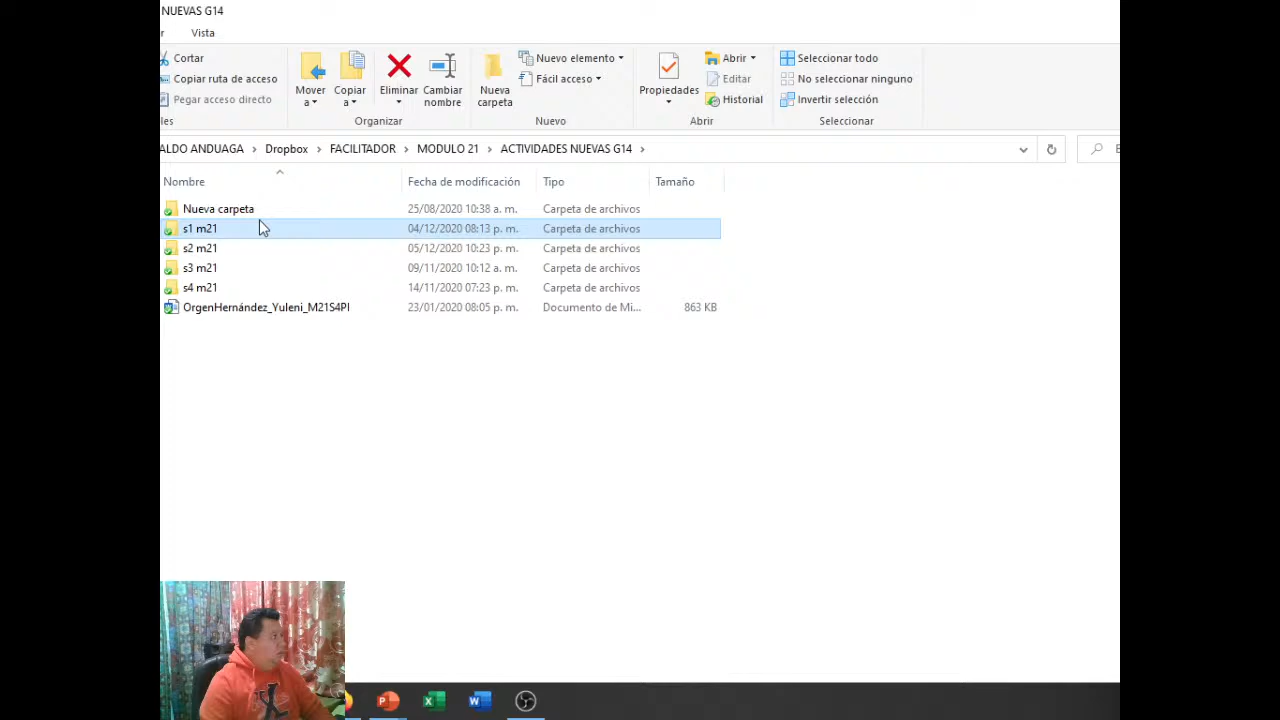 NUEVAS G14
r Vista
Cortar
Copiar ruta de acceso
Pegar acceso directo
Mover a
Copiar a
Eliminar
Cambiar nombre
Nueva carpeta
Nuevo elemento
Fácil acceso
Propiedades
Abrir
Editar
Historial
Seleccionar todo
No seleccionar ninguno
Invertir selección
les Organizar Nuevo Abrir Seleccionar
ALDO ANDUAGA > Dropbox > FACILITADOR > MODULO 21 > ACTIVIDADES NUEVAS G14 >
Nombre Fecha de modificación Tipo Tamaño
Nueva carpeta 25/08/2020 10:38 a. m. Carpeta de archivos
s1 m21 04/12/2020 08:13 p. m. Carpeta de archivos
s2 m21 05/12/2020 10:23 p. m. Carpeta de archivos
s3 m21 09/11/2020 10:12 a. m. Carpeta de archivos
s4 m21 14/11/2020 07:23 p. m. Carpeta de archivos
OrgenHernández_Yuleni_M21S4PI 23/01/2020 08:05 p. m. Documento de Mi... 863 KB